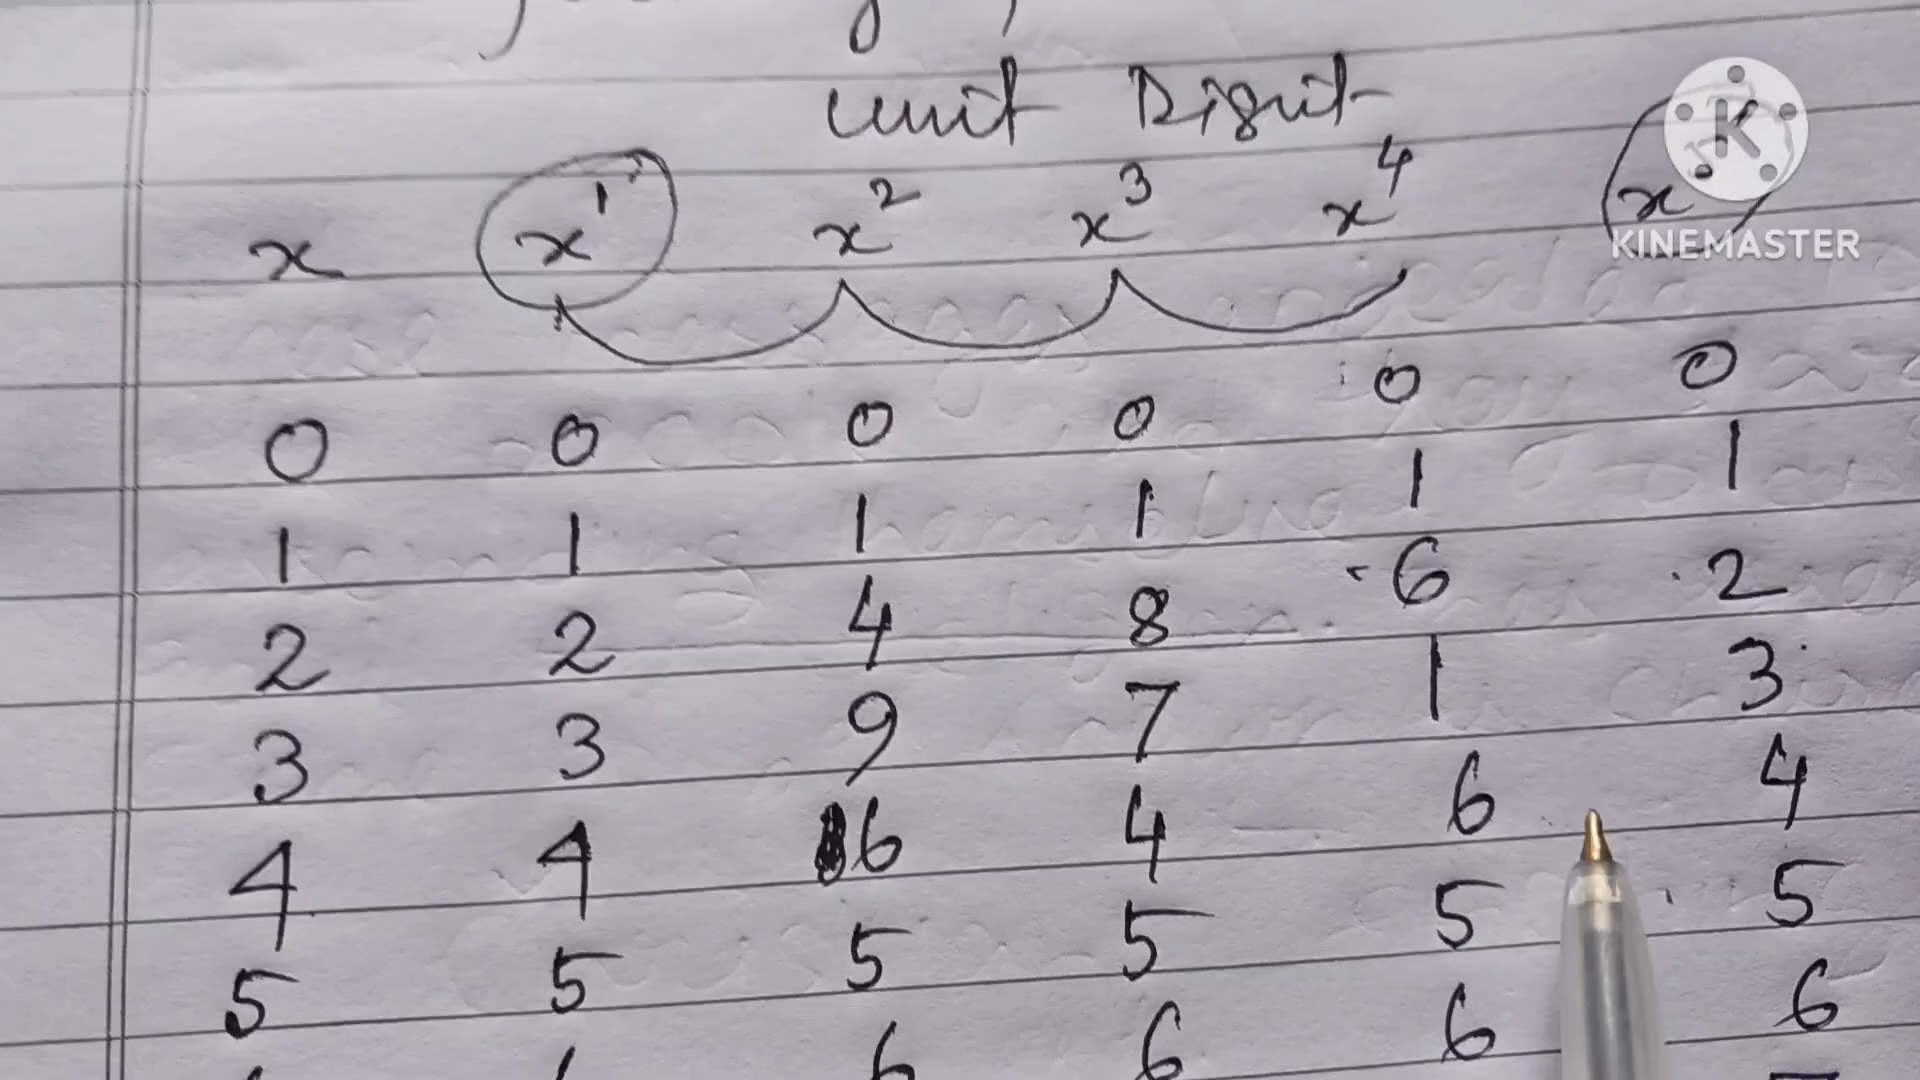 Unit Digit
x x¹ x² x³ x⁴ x
K
KINEMASTER
0 0 0 0 0 0
1 1 1 1 1 1
2 2 4 8 6 2
3 3 9 7 1 3
4 4 6 4 6 4
5 5 5 5 5 5
6 6 6 6